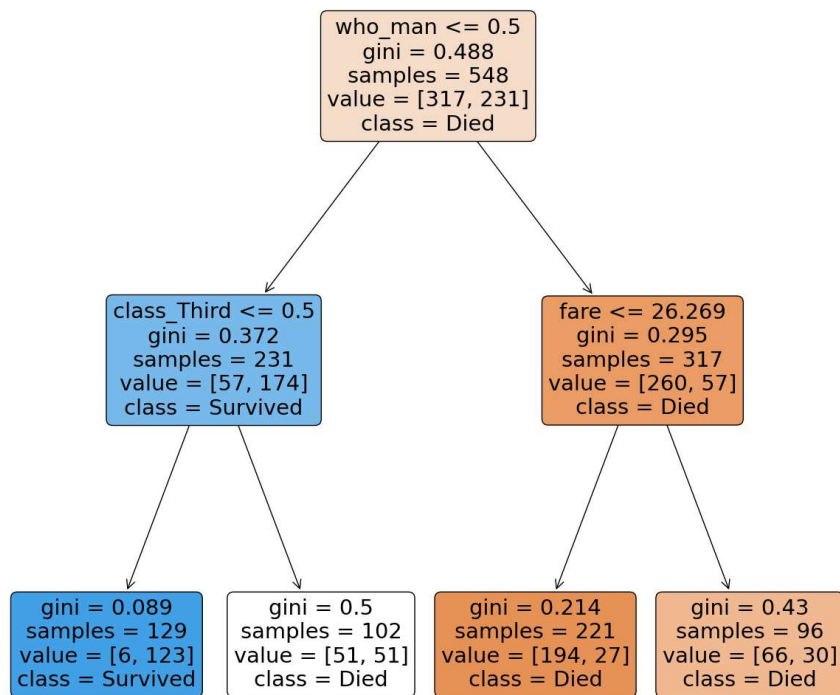 who_man <= 0.5
gini = 0.488
samples = 548
value = [317, 231]
class = Died
class_Third <= 0.5
gini = 0.372
samples = 231
value = [57, 174]
class = Survived
fare <= 26.269
gini = 0.295
samples = 317
value = [260, 57]
class = Died
gini = 0.089
samples = 129
value = [6, 123]
class = Survived
gini = 0.5
samples = 102
value = [51, 51]
class = Died
gini = 0.214
samples = 221
value = [194, 27]
class = Died
gini = 0.43
samples = 96
value = [66, 30]
class = Died